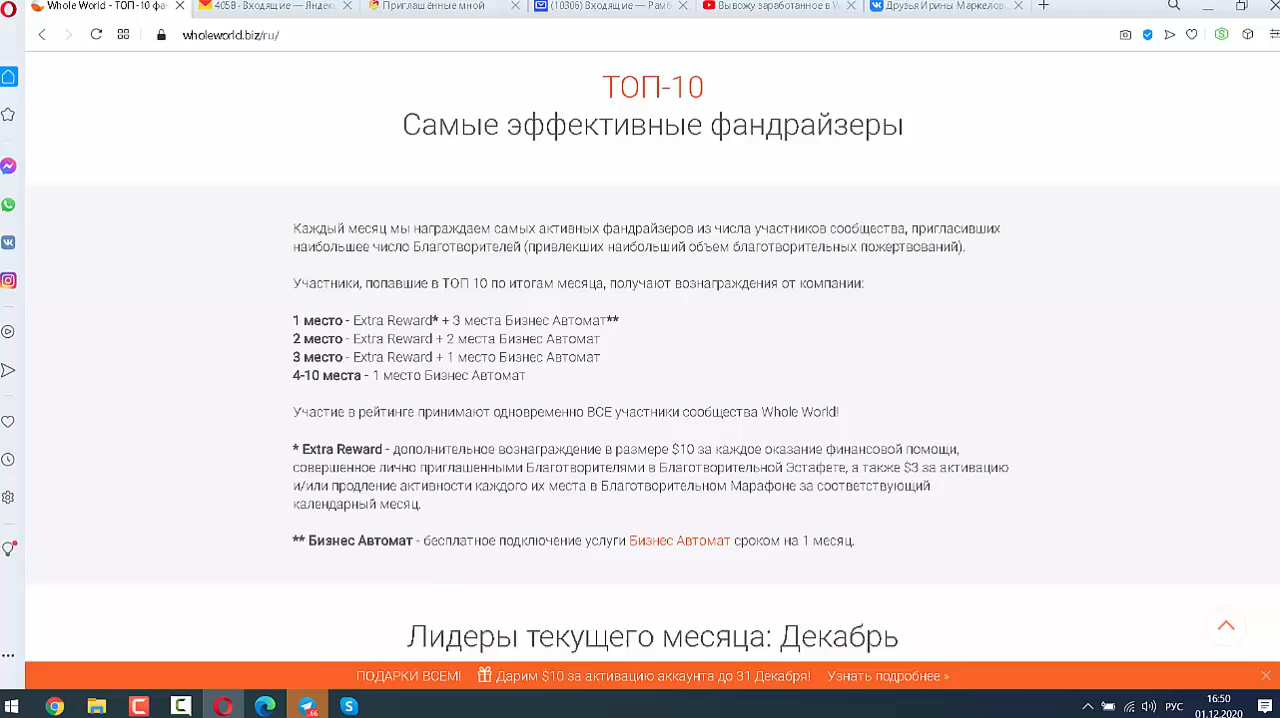 Whole World - ТОП-10 фа
4058 · Входящие — Яндек
Приглашённые мной
(10306) Входящие — Рамб
Вывожу заработанное в W
Друзья Ирины Маркелов
wholeworld.biz/ru/
ТОП-10
Самые эффективные фандрайзеры
Каждый месяц мы награждаем самых активных фандрайзеров из числа участников сообщества, пригласивших
наибольшее число Благотворителей (привлекших наибольший объем благотворительных пожертвований).
Участники, попавшие в ТОП 10 по итогам месяца, получают вознаграждения от компании:
1 место - Extra Reward* + 3 места Бизнес Автомат**
2 место - Extra Reward + 2 места Бизнес Автомат
3 место - Extra Reward + 1 место Бизнес Автомат
4-10 места - 1 место Бизнес Автомат
Участие в рейтинге принимают одновременно ВСЕ участники сообщества Whole World!
* Extra Reward - дополнительное вознаграждение в размере $10 за каждое оказание финансовой помощи,
совершенное лично приглашенными Благотворителями в Благотворительной Эстафете, а также $3 за активацию
и/или продление активности каждого их места в Благотворительном Марафоне за соответствующий
календарный месяц.
** Бизнес Автомат - бесплатное подключение услуги Бизнес Автомат сроком на 1 месяц.
Лидеры текущего месяца: Декабрь
ПОДАРКИ ВСЕМ! Дарим $10 за активацию аккаунта до 31 Декабря! Узнать подробнее »
66
РУС
16:50
01.12.2020